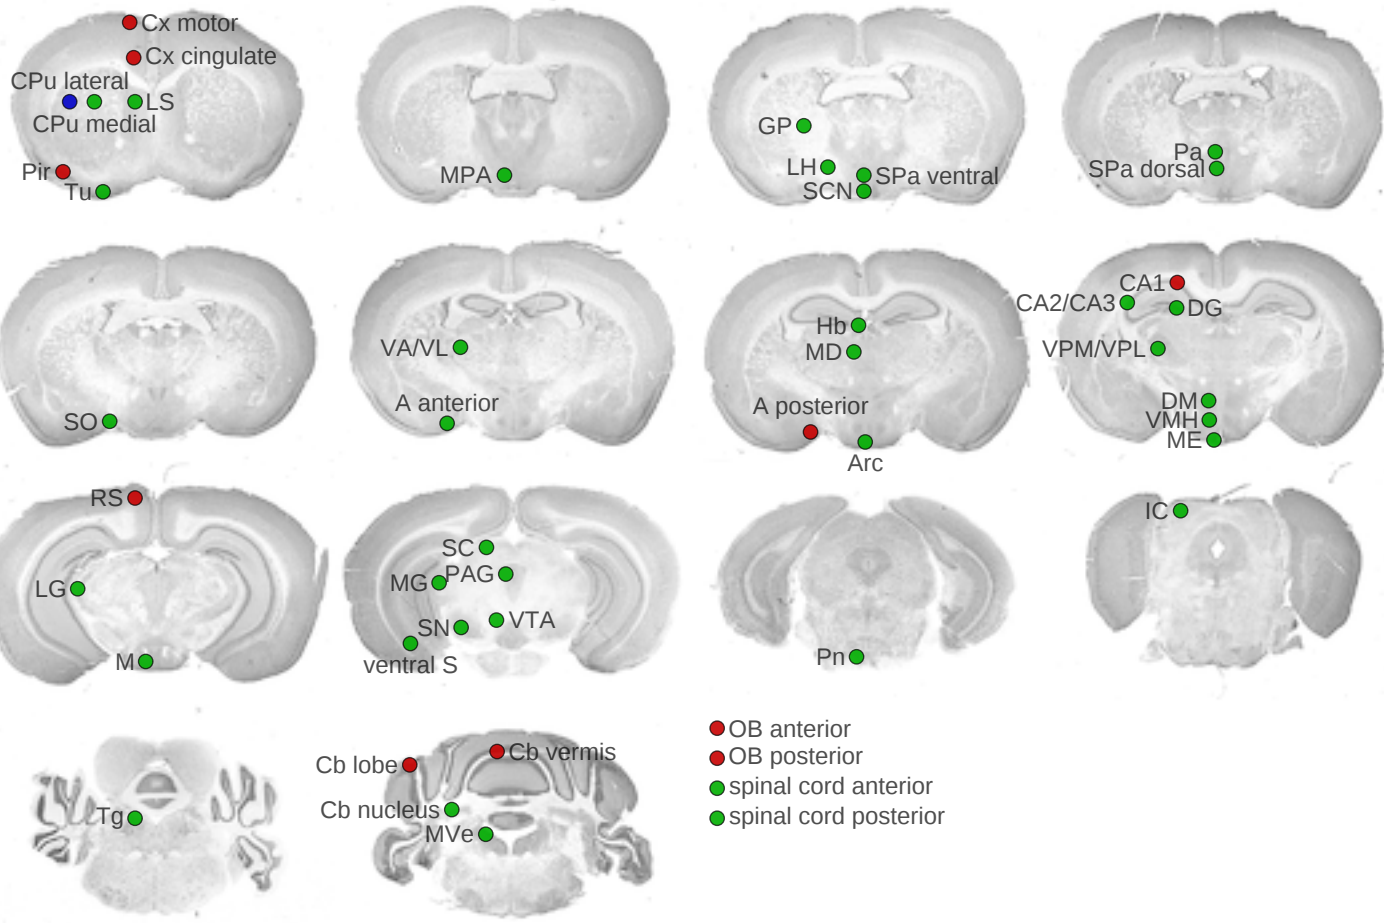 Cx motor
Cx cingulate
CPu lateral
LS
CPu medial
Pir
Tu
MPA
GP
LH
SPa ventral
SCN
Pa
SPa dorsal
SO
VA/VL
A anterior
Hb
MD
A posterior
Arc
CA1
CA2/CA3
DG
VPM/VPL
DM
VMH
ME
RS
LG
M
SC
MG
PAG
SN
VTA
ventral S
Pn
IC
Tg
Cb lobe
Cb vermis
Cb nucleus
MVe
OB anterior
OB posterior
spinal cord anterior
spinal cord posterior